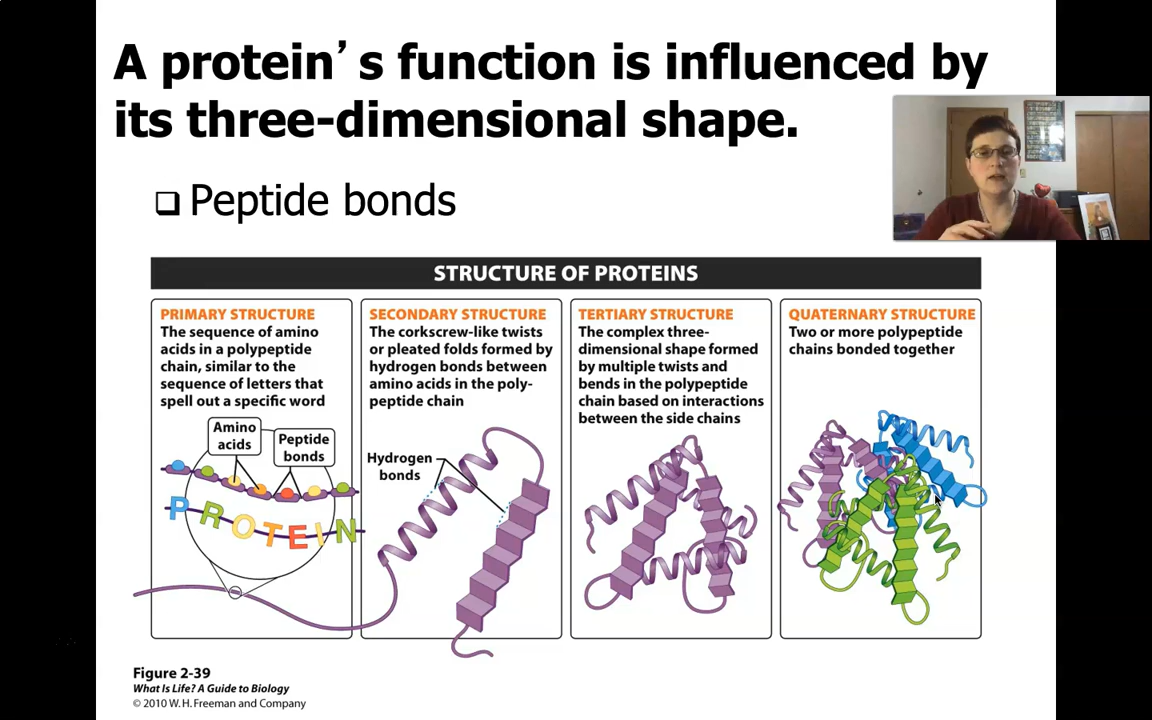 A protein’s function is influenced by
its three-dimensional shape.
❑ Peptide bonds
STRUCTURE OF PROTEINS
PRIMARY STRUCTURE
The sequence of amino
acids in a polypeptide
chain, similar to the
sequence of letters that
spell out a specific word
Amino
acids
Peptide
bonds
PROTEIN
SECONDARY STRUCTURE
The corkscrew-like twists
or pleated folds formed by
hydrogen bonds between
amino acids in the poly-
peptide chain
Hydrogen
bonds
TERTIARY STRUCTURE
The complex three-
dimensional shape formed
by multiple twists and
bends in the polypeptide
chain based on interactions
between the side chains
QUATERNARY STRUCTURE
Two or more polypeptide
chains bonded together
Figure 2-39
What Is Life? A Guide to Biology
© 2010 W. H. Freeman and Company